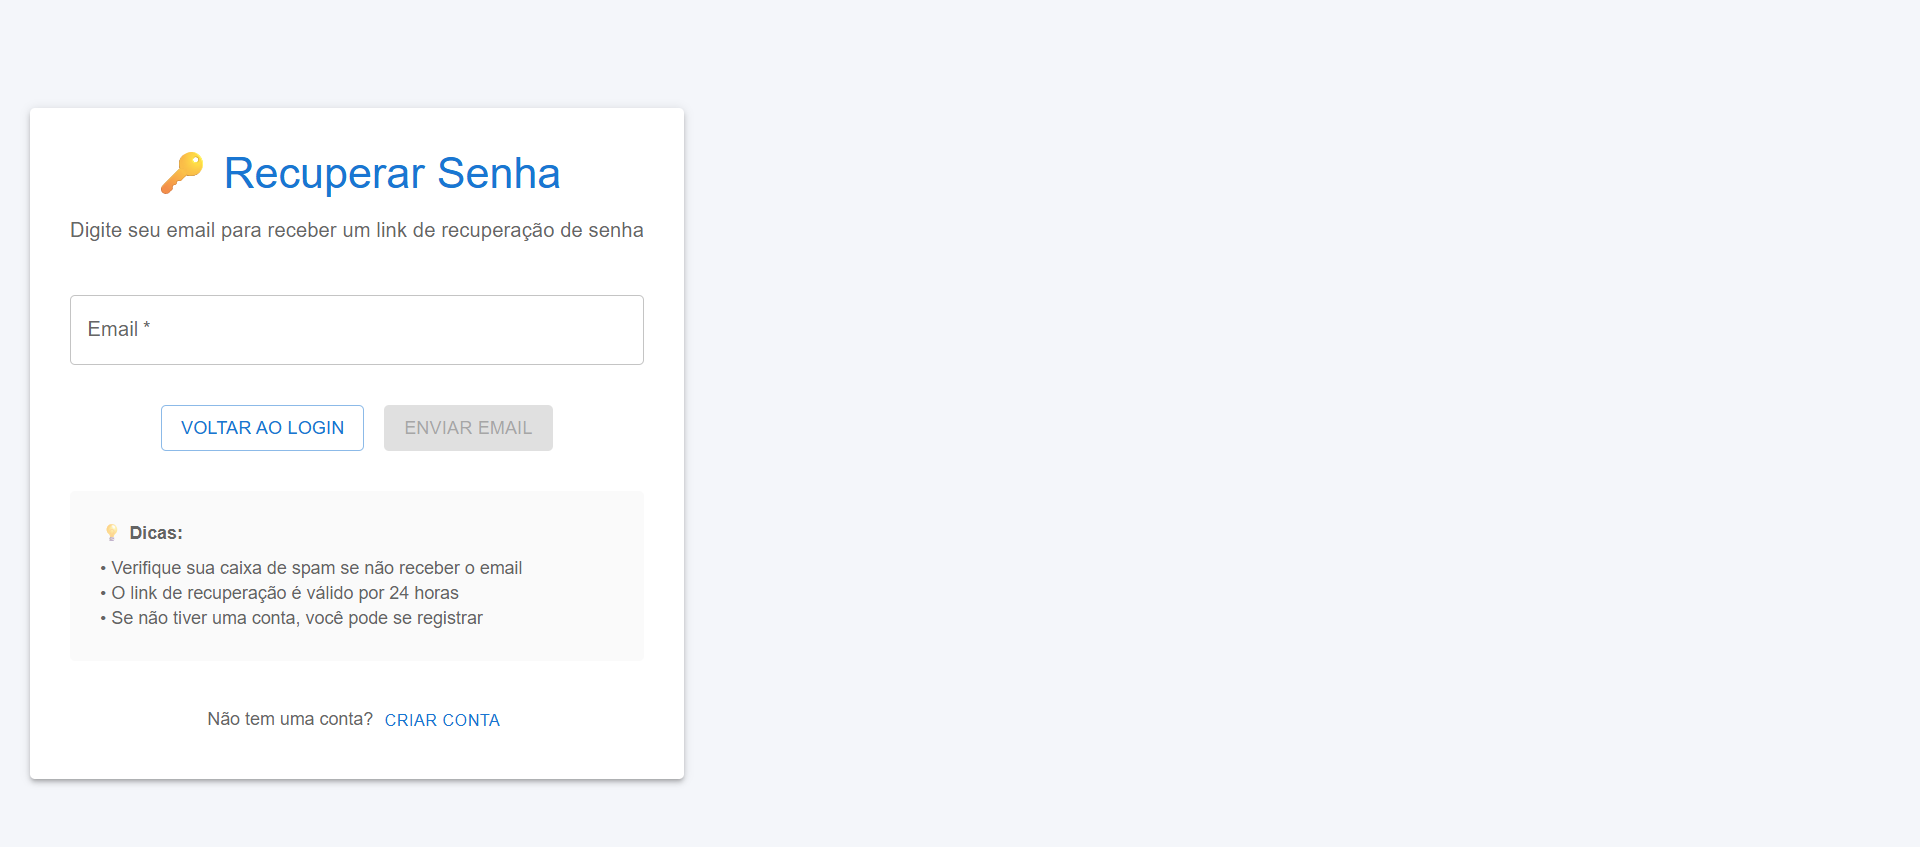 🔑 Recuperar Senha
Digite seu email para receber um link de recuperação de senha
Email *
VOLTAR AO LOGIN ENVIAR EMAIL
💡 Dicas:
• Verifique sua caixa de spam se não receber o email
• O link de recuperação é válido por 24 horas
• Se não tiver uma conta, você pode se registrar
Não tem uma conta? CRIAR CONTA